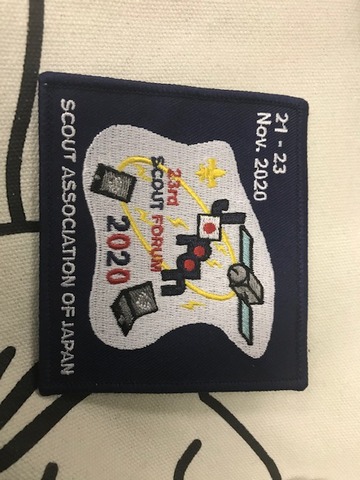 21 - 23
Nov. 2020
23rd
SCOUT FORUM
2020
SCOUT ASSOCIATION OF JAPAN